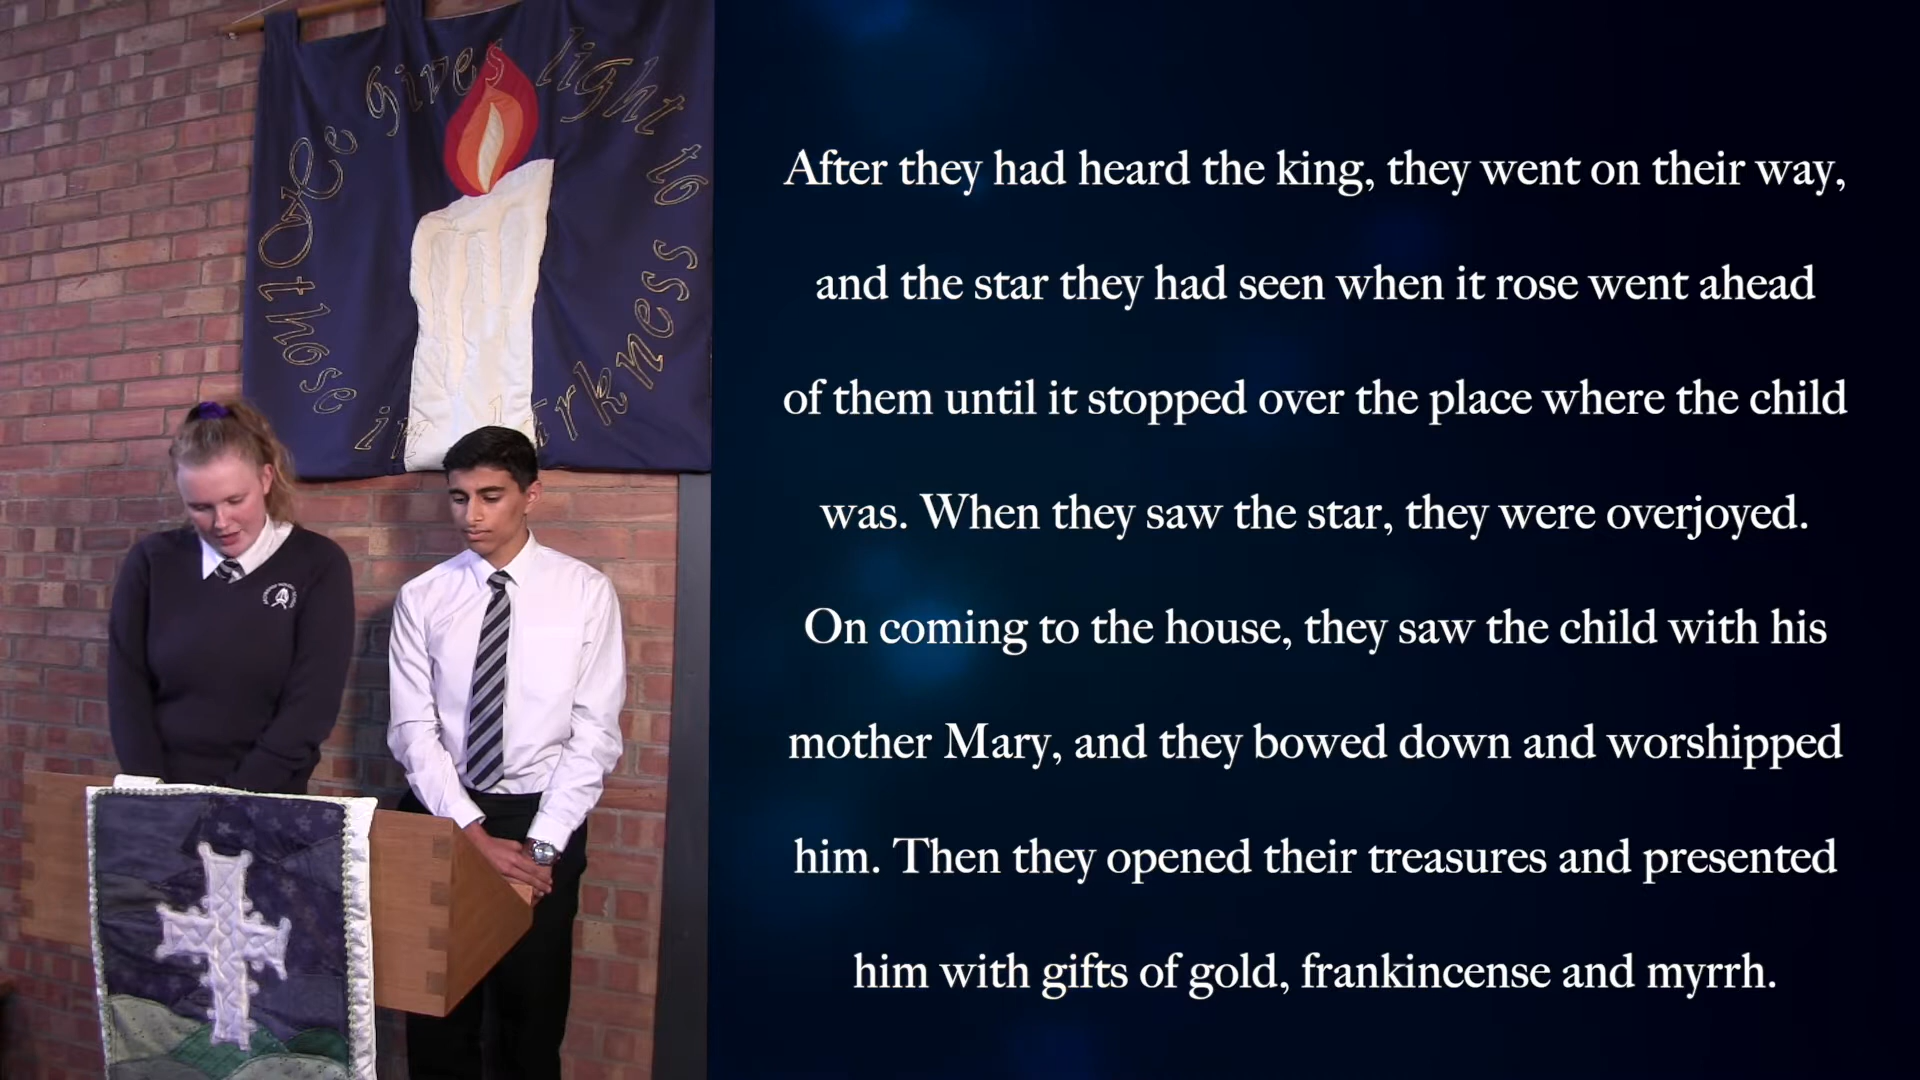 He gives light to
those in darkness
After they had heard the king, they went on their way,
and the star they had seen when it rose went ahead
of them until it stopped over the place where the child
was. When they saw the star, they were overjoyed.
On coming to the house, they saw the child with his
mother Mary, and they bowed down and worshipped
him. Then they opened their treasures and presented
him with gifts of gold, frankincense and myrrh.